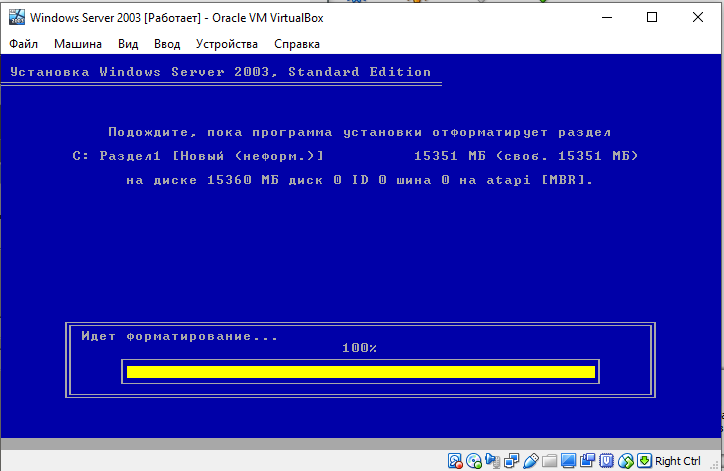 Windows Server 2003 [Работает] - Oracle VM VirtualBox
Файл Машина Вид Ввод Устройства Справка
Установка Windows Server 2003, Standard Edition
Подождите, пока программа установки отформатирует раздел
C: Раздел1 [Новый (неформ.)] 15351 МБ (своб. 15351 МБ)
на диске 15360 МБ диск 0 ID 0 шина 0 на atapi [MBR].
Идет форматирование...
100%
Right Ctrl